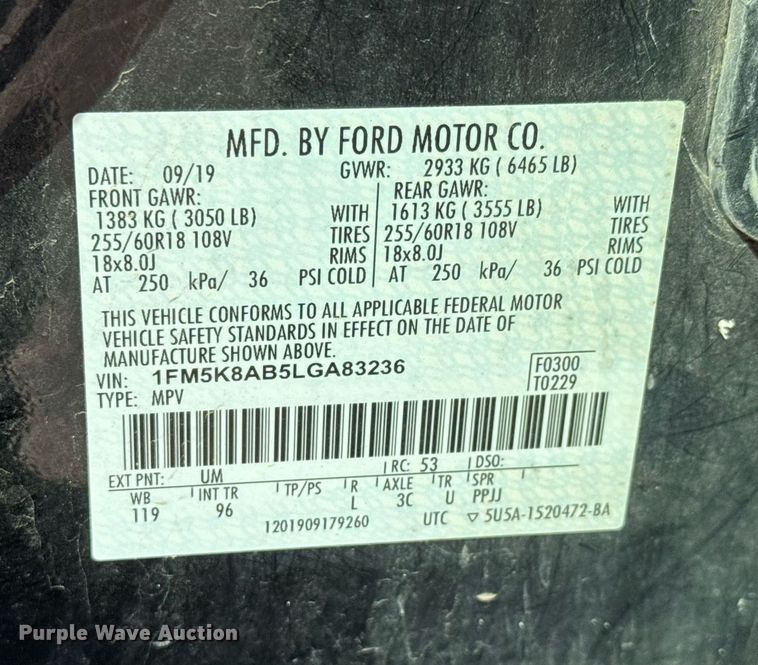 MFD. BY FORD MOTOR CO.
DATE: 09/19 GVWR: 2933 KG ( 6465 LB)
FRONT GAWR: REAR GAWR:
1383 KG ( 3050 LB) WITH 1613 KG ( 3555 LB) WITH
255/60R18 108V TIRES 255/60R18 108V TIRES
18x8.0J RIMS 18x8.0J RIMS
AT 250 kPa/ 36 PSI COLD AT 250 kPa/ 36 PSI COLD
THIS VEHICLE CONFORMS TO ALL APPLICABLE FEDERAL MOTOR
VEHICLE SAFETY STANDARDS IN EFFECT ON THE DATE OF
MANUFACTURE SHOWN ABOVE.
VIN: 1FM5K8AB5LGA83236 F0300
TYPE: MPV T0229
EXT PNT: UM RC: 53 DSO:
WB INT TR TP/PS R AXLE TR SPR
119 96 L 3C U PPJJ
1201909179260 UTC ▽ 5U5A-1520472-BA
Purple Wave Auction